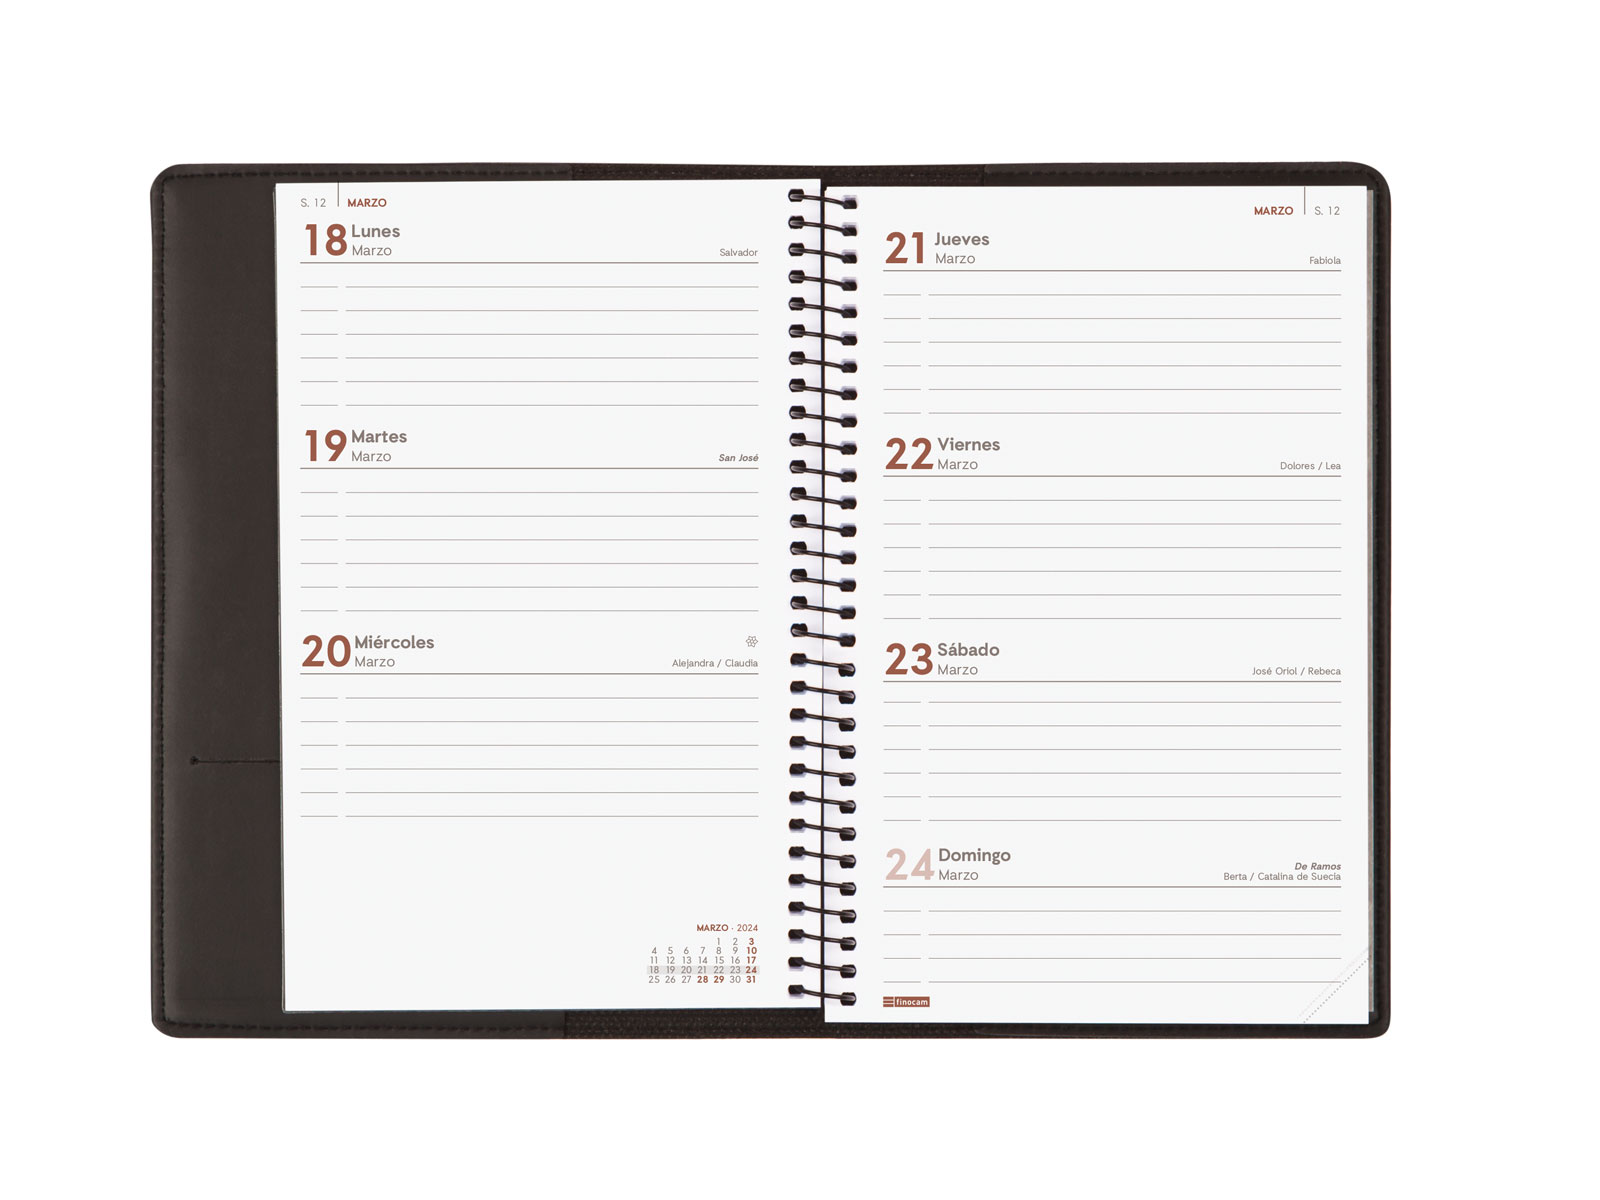 S. 12 MARZO
18 Lunes
Marzo
Salvador
19 Martes
Marzo
San José
20 Miércoles
Marzo
Alejandra / Claudia
MARZO · 2024
1 2 3
4 5 6 7 8 9 10
11 12 13 14 15 16 17
18 19 20 21 22 23 24
25 26 27 28 29 30 31
MARZO S. 12
21 Jueves
Marzo
Fabiola
22 Viernes
Marzo
Dolores / Lea
23 Sábado
Marzo
José Oriol / Rebeca
24 Domingo
Marzo
De Ramos
Berta / Catalina de Suecia
finocam